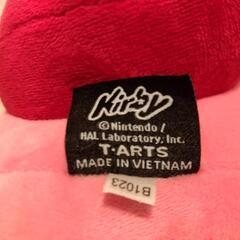 Kirby
© Nintendo /
HAL Laboratory, Inc.
T-ARTS
MADE IN VIETNAM
B1023